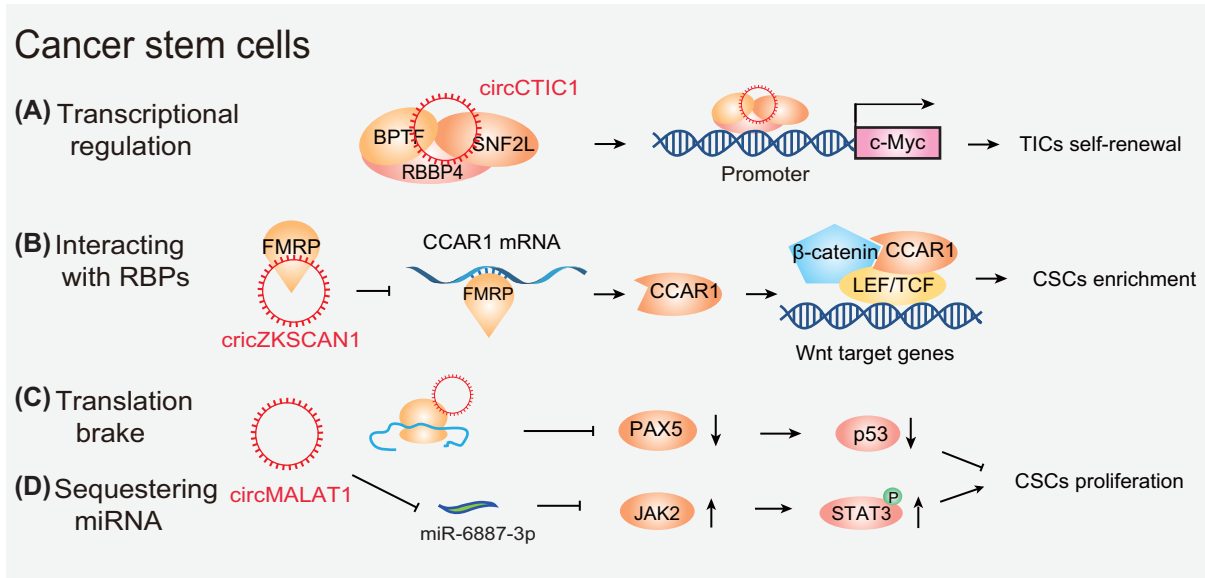 Cancer stem cells
(A) Transcriptional
regulation
circCTIC1
BPTF
SNF2L
RBBP4
c-Myc
Promoter
TICs self-renewal
(B) Interacting
with RBPs
FMRP
cricZKSCAN1
CCAR1 mRNA
FMRP
CCAR1
β-catenin
CCAR1
LEF/TCF
Wnt target genes
CSCs enrichment
(C) Translation
brake
PAX5
p53
circMALAT1
CSCs proliferation
(D) Sequestering
miRNA
miR-6887-3p
JAK2
STAT3
P